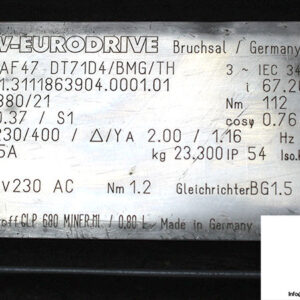 V-EURODRIVE Bruchsal / Germany
AF47 DT71D4/BMG/TH 3 ~ IEC 34
1.3111863904.0001.01 i 67.20
380/21 Nm 112
0.37 / S1 cosφ 0.76
230/400 / Δ/Y A 2.00 / 1.16 Hz
5A kg 23,300 IP 54 Iso.K
V230 AC Nm 1.2 Gleichrichter BG1.5
off CLP 680 MINER.ÖL / 0.80 L Made in Germany